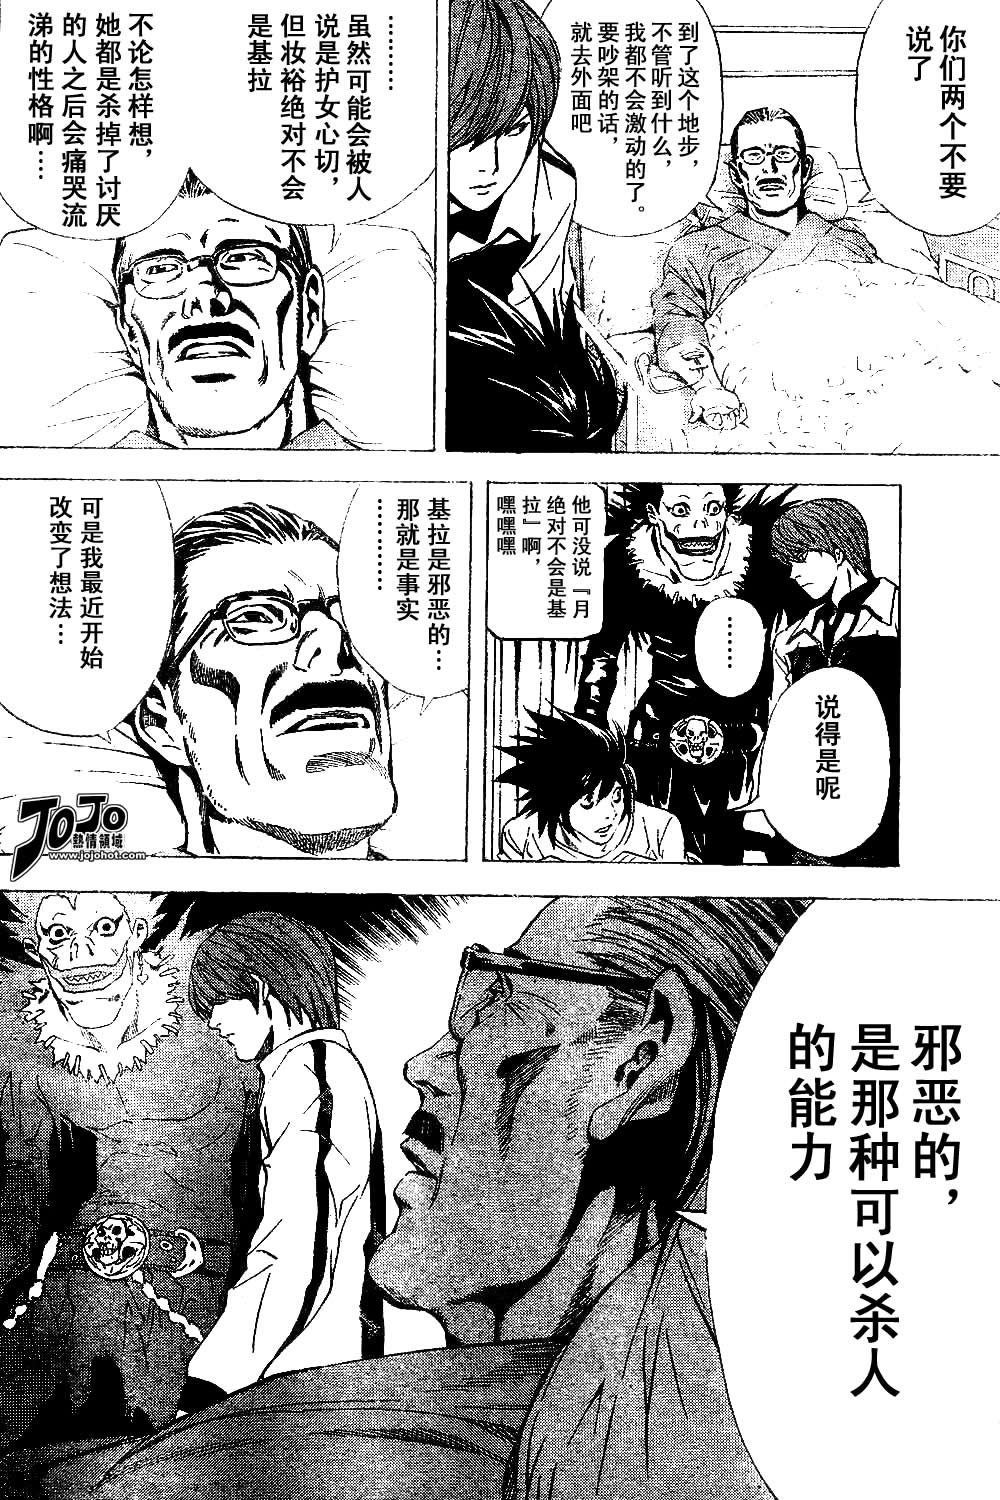 你们两个不要
说了
到了这个地步，
不管听到什么，
我都不会激动的了。
要吵架的话，
就去外面吧
…………
虽然可能会被人
说是护女心切，
但妆裕绝对不会
是基拉
不论怎样想，
她都是杀掉了讨厌
的人之后会痛哭流
涕的性格啊……
他可没说『月
绝对不会是基
拉』啊，
嘿嘿嘿
……
说得是呢
基拉是邪恶的…
那就是事实
…………
可是我最近开始
改变了想法…
JOJO
熱情領域
www.jojohot.com
邪恶的，
是那种可以杀人
的能力